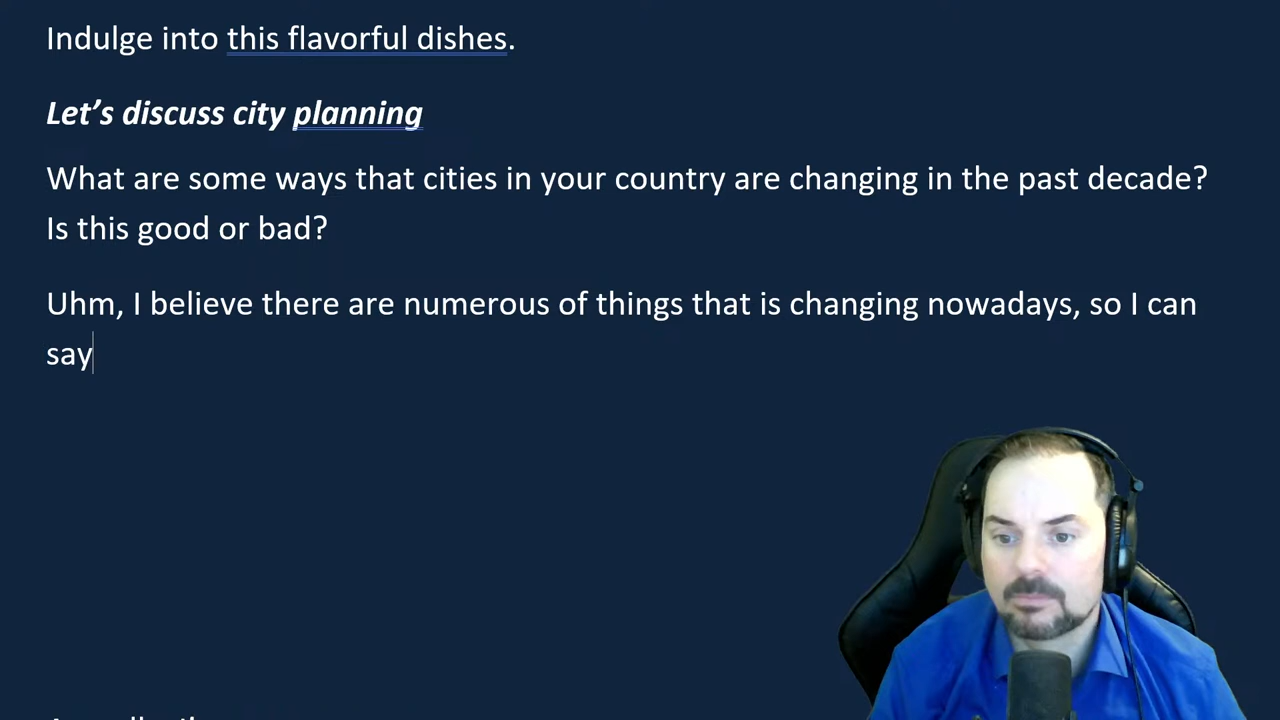 Indulge into this flavorful dishes.
Let’s discuss city planning
What are some ways that cities in your country are changing in the past decade?
Is this good or bad?
Uhm, I believe there are numerous of things that is changing nowadays, so I can
say